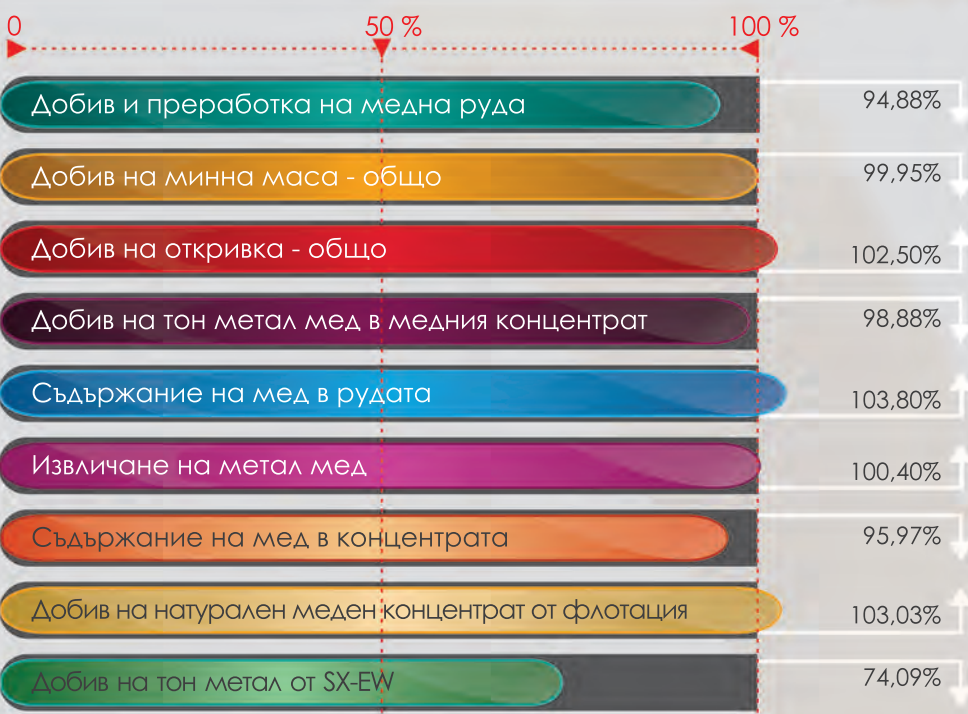 0 50 % 100 %
Добив и преработка на медна руда 94,88%
Добив на минна маса - общо 99,95%
Добив на откривка - общо 102,50%
Добив на тон метал мед в медния концентрат 98,88%
Съдържание на мед в рудата 103,80%
Извличане на метал мед 100,40%
Съдържание на мед в концентрата 95,97%
Добив на натурален меден концентрат от флотация 103,03%
Добив на тон метал от SX-EW 74,09%